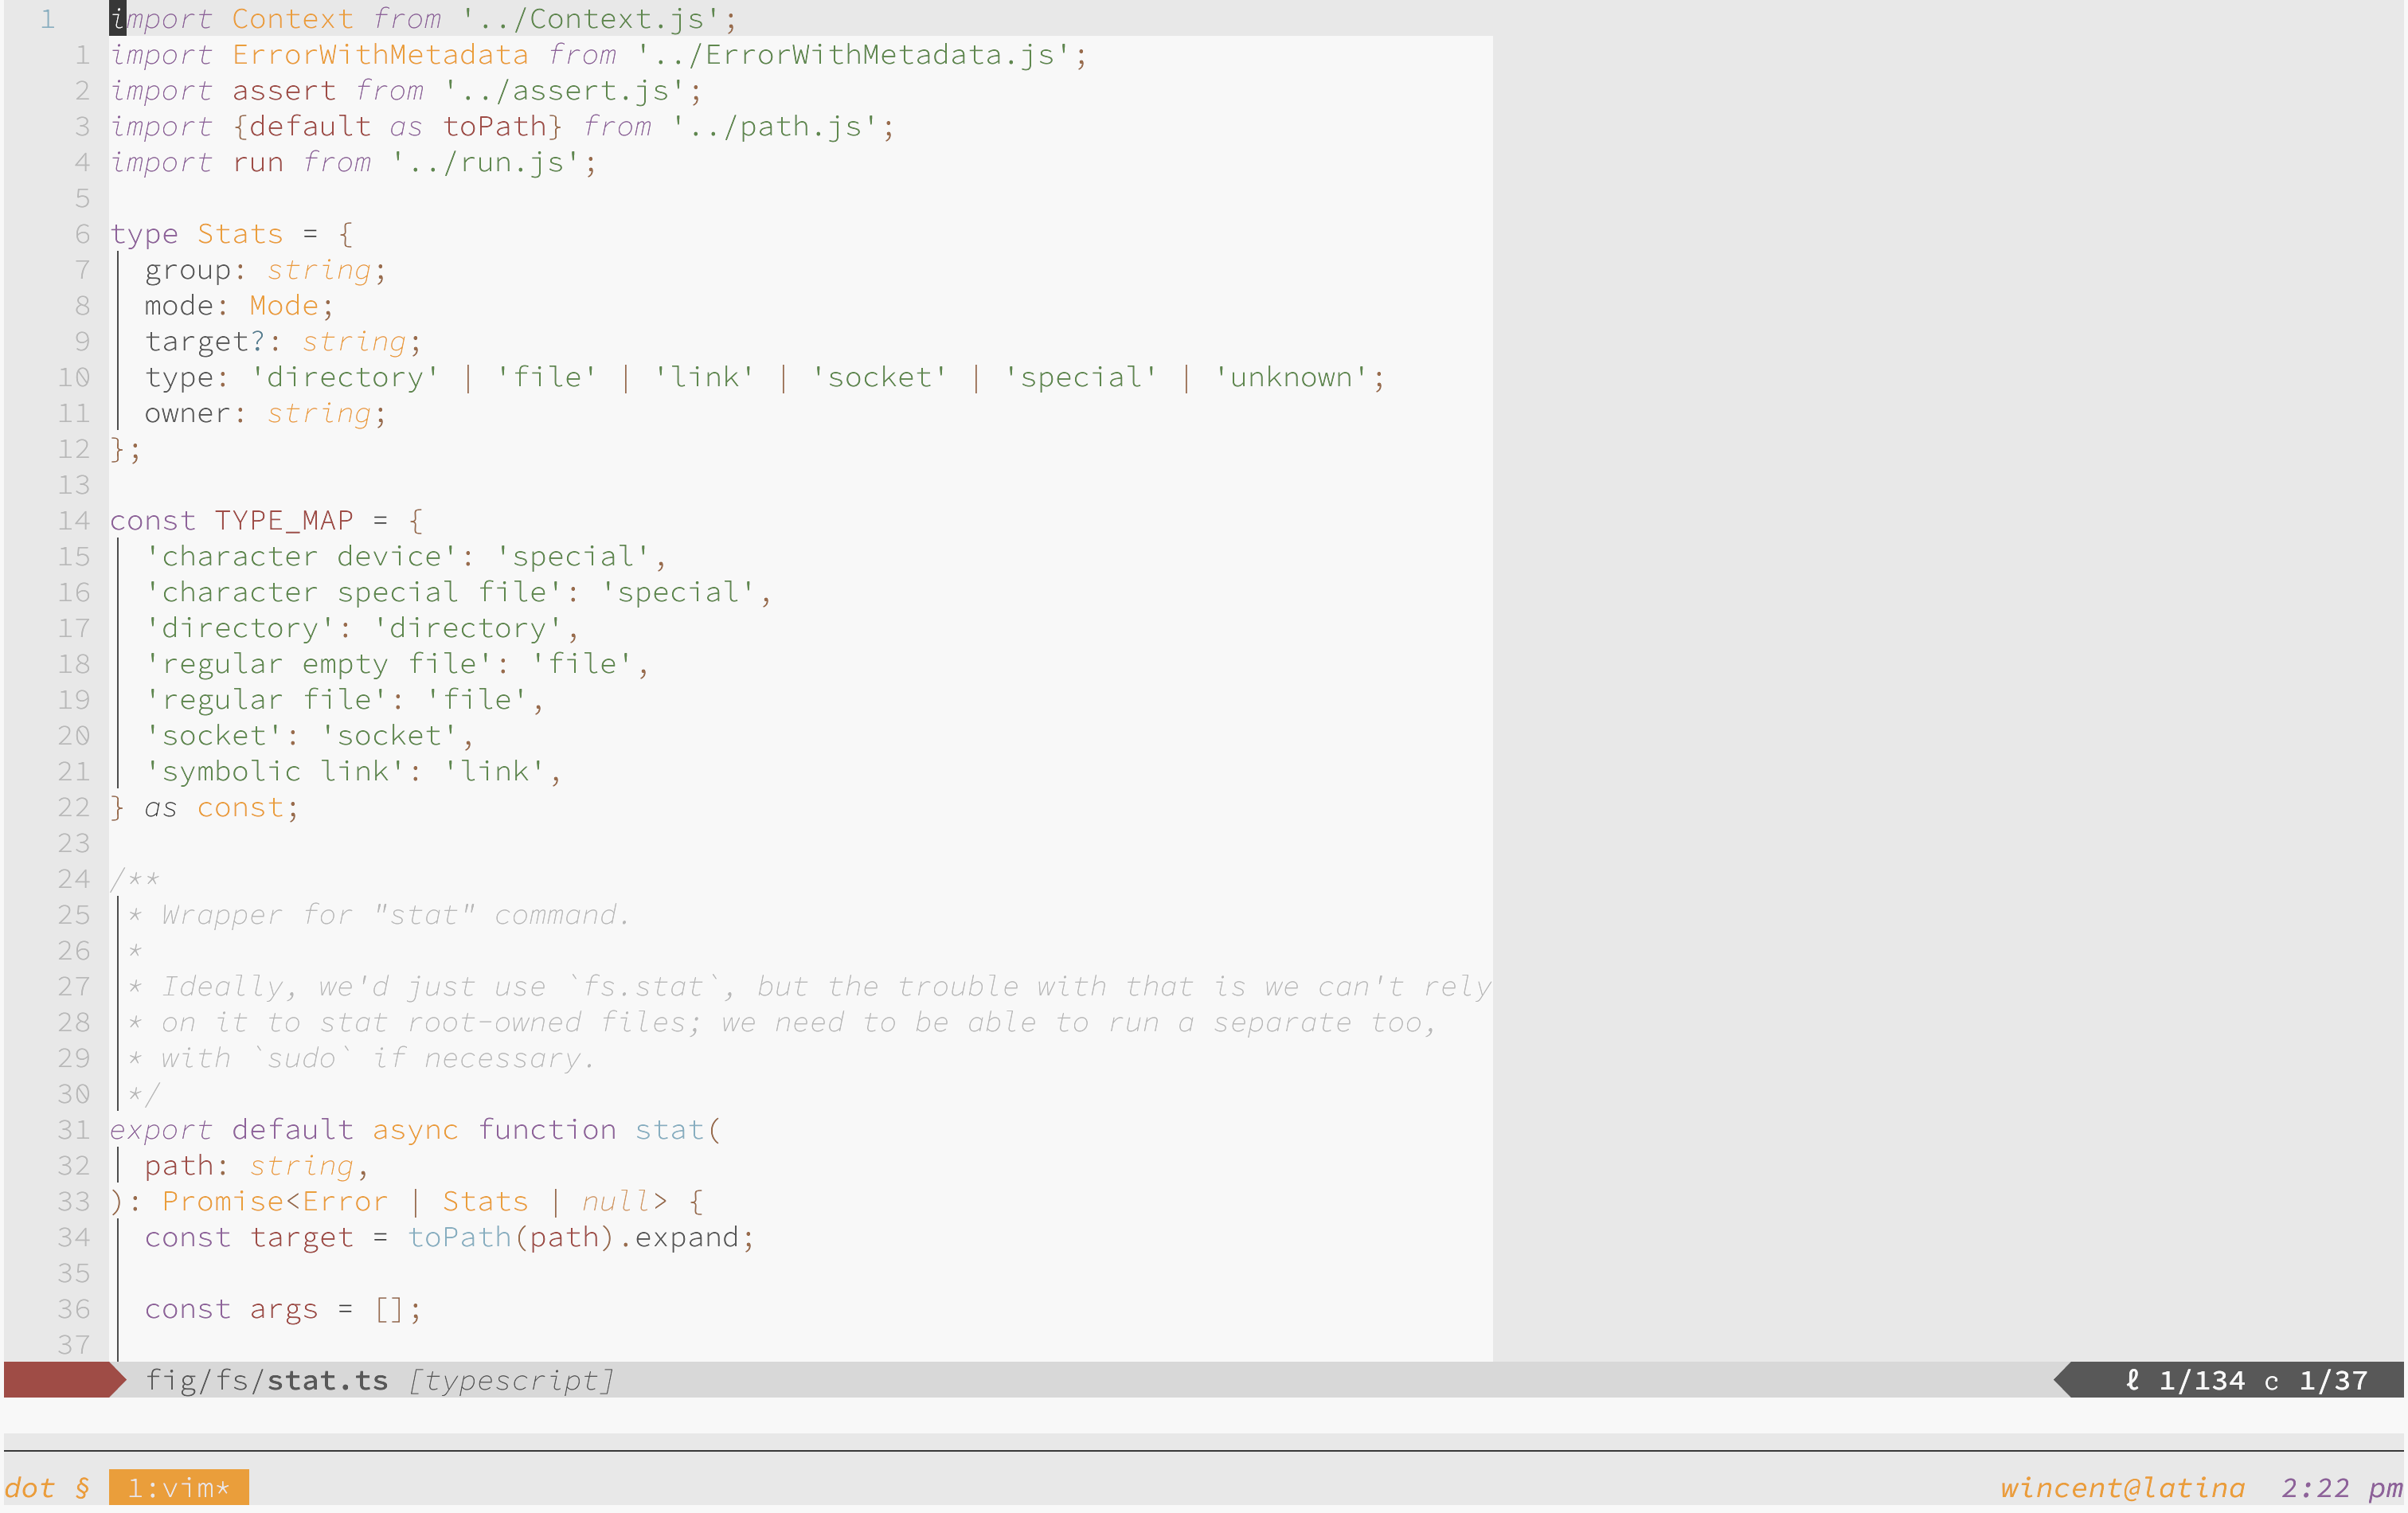 1 import Context from '../Context.js';
1 import ErrorWithMetadata from '../ErrorWithMetadata.js';
2 import assert from '../assert.js';
3 import {default as toPath} from '../path.js';
4 import run from '../run.js';
5
6 type Stats = {
7   group: string;
8   mode: Mode;
9   target?: string;
10   type: 'directory' | 'file' | 'link' | 'socket' | 'special' | 'unknown';
11   owner: string;
12 };
13
14 const TYPE_MAP = {
15   'character device': 'special',
16   'character special file': 'special',
17   'directory': 'directory',
18   'regular empty file': 'file',
19   'regular file': 'file',
20   'socket': 'socket',
21   'symbolic link': 'link',
22 } as const;
23
24 /**
25  * Wrapper for "stat" command.
26  *
27  * Ideally, we'd just use `fs.stat`, but the trouble with that is we can't rely
28  * on it to stat root-owned files; we need to be able to run a separate too,
29  * with `sudo` if necessary.
30  */
31 export default async function stat(
32   path: string,
33 ): Promise<Error | Stats | null> {
34   const target = toPath(path).expand;
35
36   const args = [];
37
fig/fs/stat.ts [typescript] ℓ 1/134 c 1/37
dot § 1:vim* wincent@latina 2:22 pm